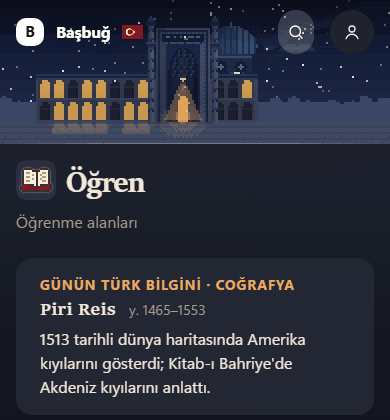 B Başbuğ
Öğren
Öğrenme alanları
GÜNÜN TÜRK BİLGİNİ · COĞRAFYA
Piri Reis y. 1465–1553
1513 tarihli dünya haritasında Amerika
kıyılarını gösterdi; Kitab-ı Bahriye'de
Akdeniz kıyılarını anlattı.